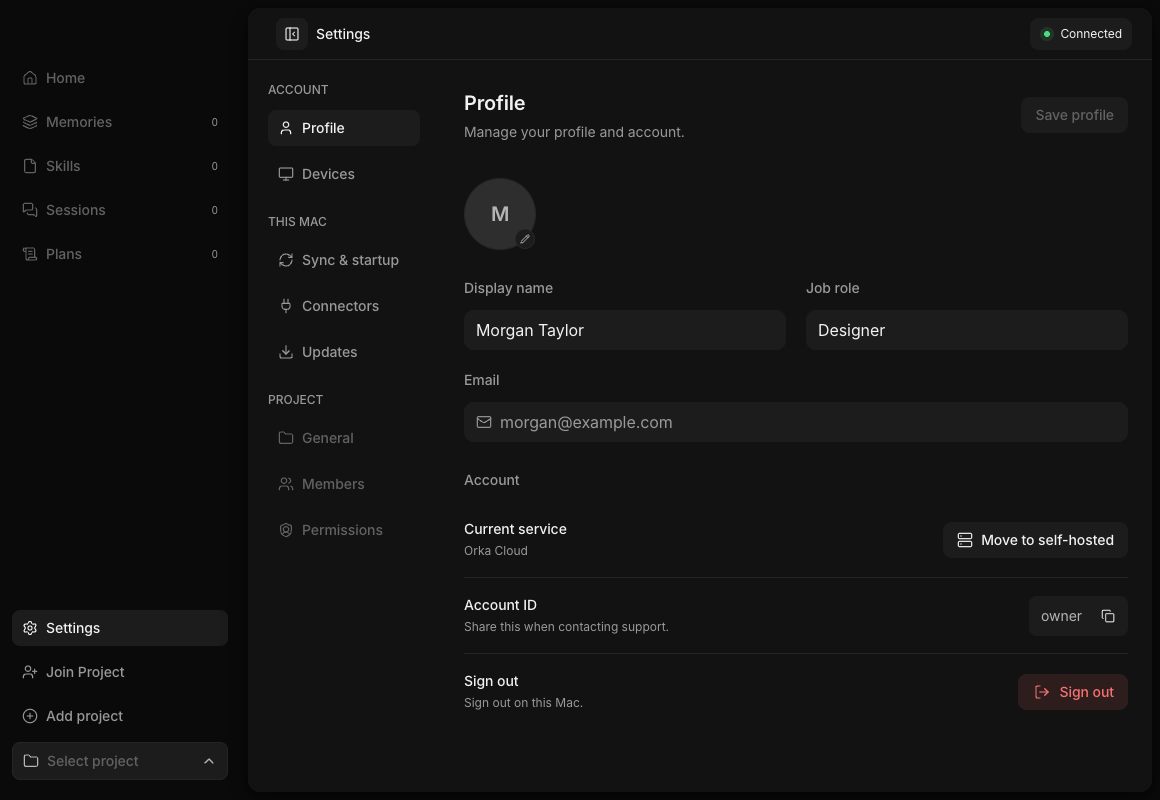 Settings
Connected
Home
Memories 0
Skills 0
Sessions 0
Plans 0
Settings
Join Project
Add project
Select project
ACCOUNT
Profile
Devices
THIS MAC
Sync & startup
Connectors
Updates
PROJECT
General
Members
Permissions
Profile
Manage your profile and account.
Save profile
M
Display name
Morgan Taylor
Job role
Designer
Email
morgan@example.com
Account
Current service
Orka Cloud
Move to self-hosted
Account ID
Share this when contacting support.
owner
Sign out
Sign out on this Mac.
Sign out